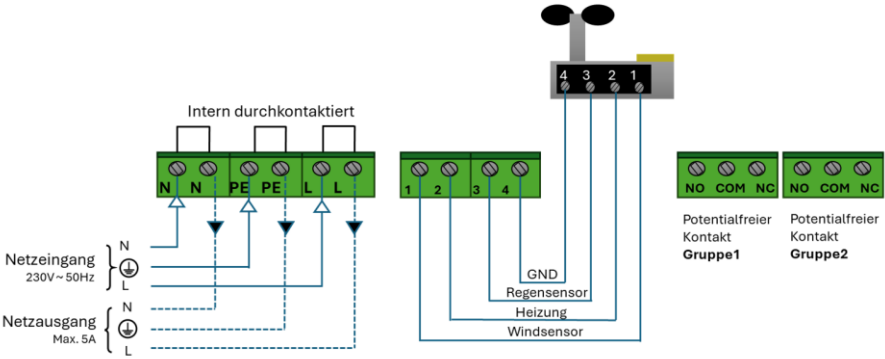 4 3 2 1
Intern durchkontaktiert
N N PE PE L L
1 2 3 4
NO COM NC
NO COM NC
Potentialfreier
Kontakt
Gruppe1
Potentialfreier
Kontakt
Gruppe2
Netzeingang
230V~50Hz
N
L
Netzausgang
Max. 5A
N
L
GND
Regensensor
Heizung
Windsensor